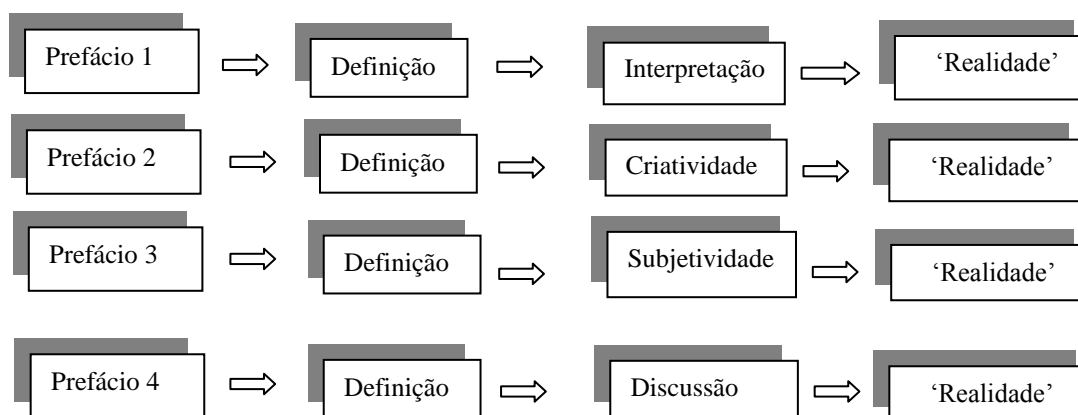 Prefácio 1 Definição Interpretação ‘Realidade’
Prefácio 2 Definição Criatividade ‘Realidade’
Prefácio 3 Definição Subjetividade ‘Realidade’
Prefácio 4 Definição Discussão ‘Realidade’